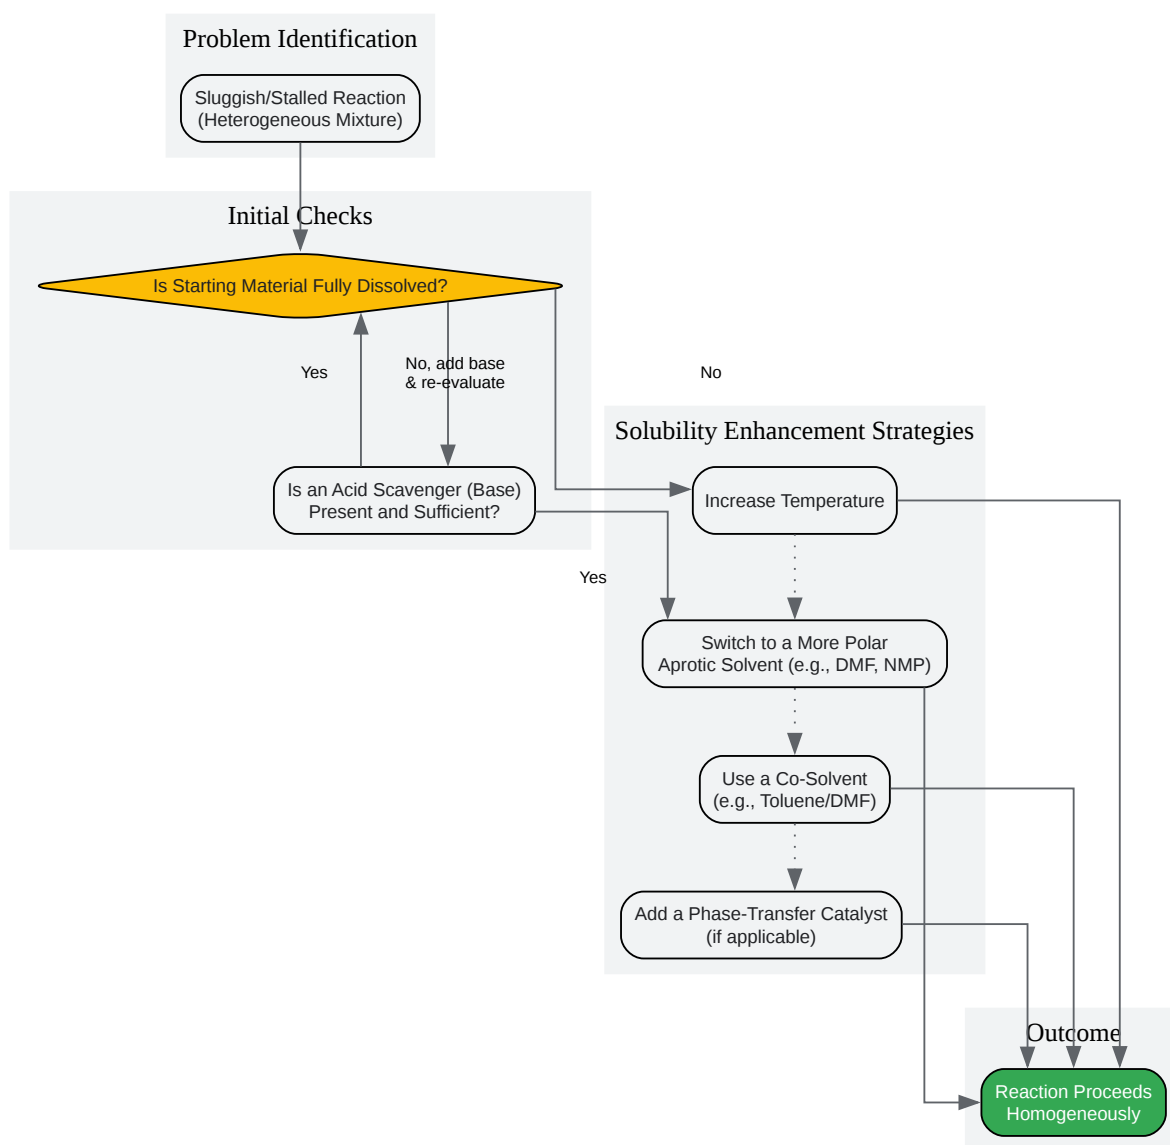 Problem Identification
Sluggish/Stalled Reaction
(Heterogeneous Mixture)
Initial Checks
Is Starting Material Fully Dissolved?
Yes
No, add base
& re-evaluate
No
Is an Acid Scavenger (Base)
Present and Sufficient?
Solubility Enhancement Strategies
Increase Temperature
Yes
Switch to a More Polar
Aprotic Solvent (e.g., DMF, NMP)
Use a Co-Solvent
(e.g., Toluene/DMF)
Add a Phase-Transfer Catalyst
(if applicable)
Outcome
Reaction Proceeds
Homogeneously